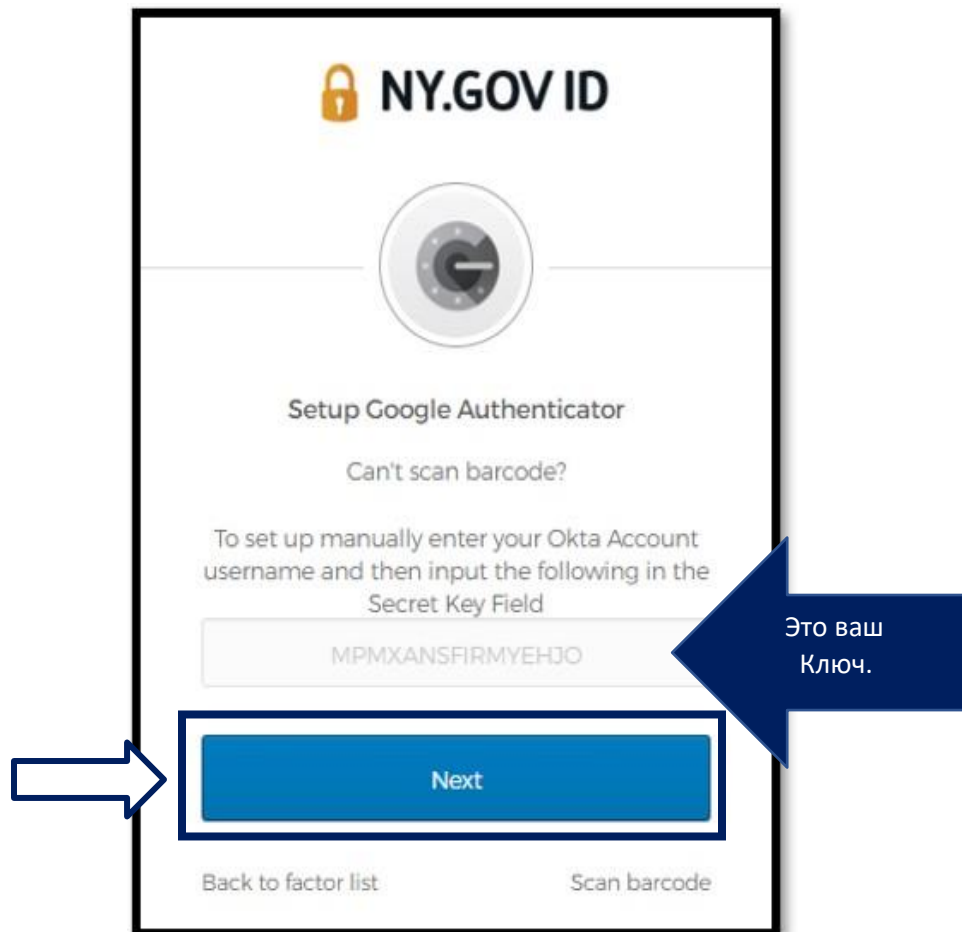 NY.GOV ID
Setup Google Authenticator
Can't scan barcode?
To set up manually enter your Okta Account
username and then input the following in the
Secret Key Field
MPMXANSFIRMYEHJO
Это ваш
Ключ.
Next
Back to factor list
Scan barcode